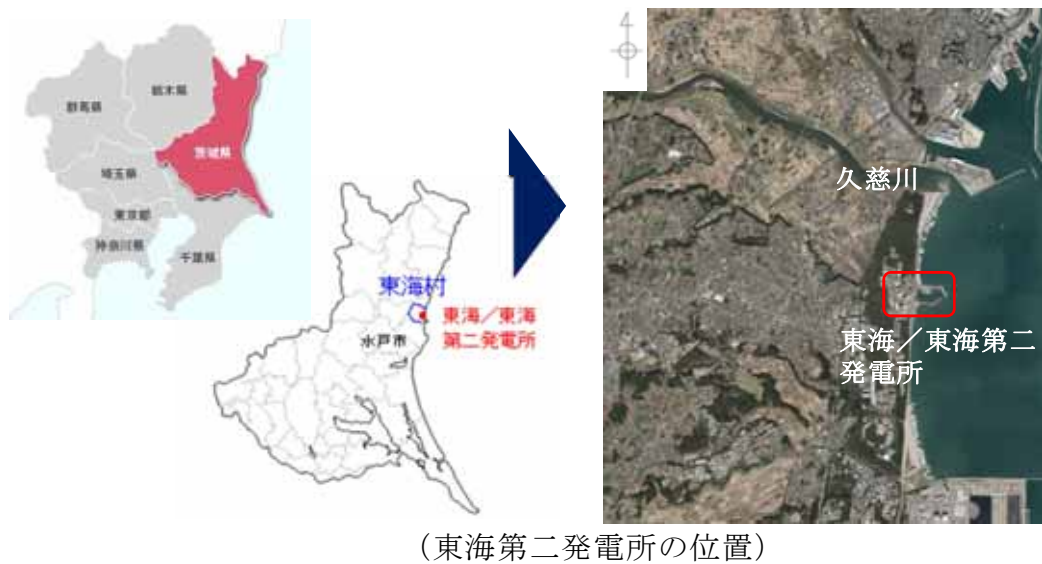 群馬県
栃木県
茨城県
埼玉県
東京都
神奈川県
千葉県
東海村
東海／東海
第二発電所
水戸市
4
久慈川
東海／東海第二
発電所
（東海第二発電所の位置）